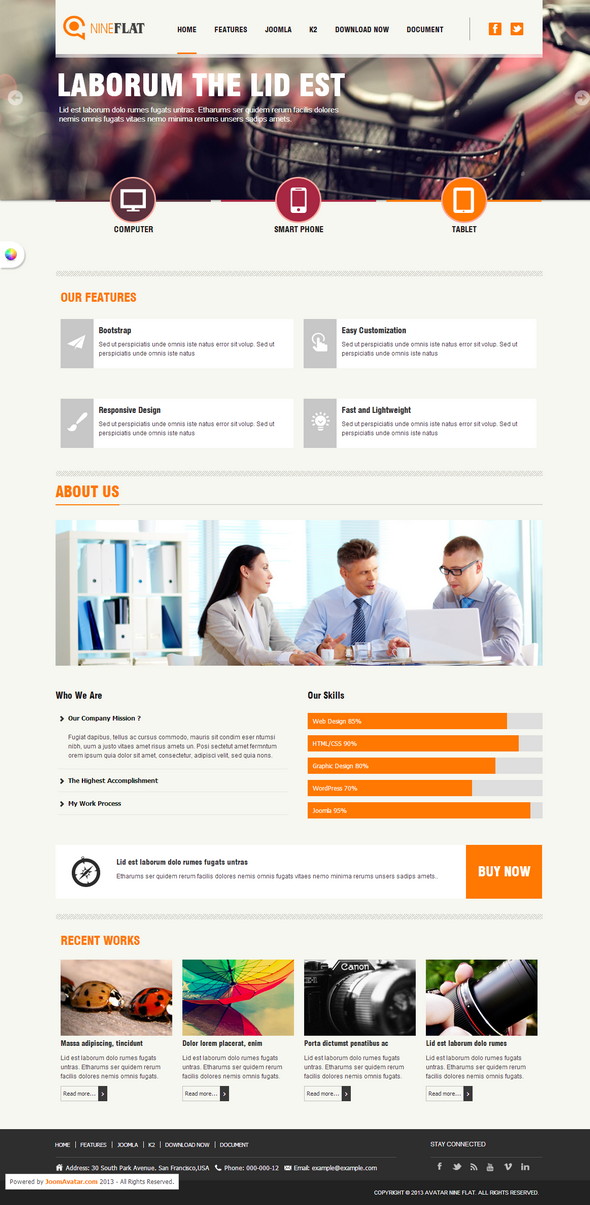 NINEFLAT
HOME FEATURES JOOMLA K2 DOWNLOAD NOW DOCUMENT
LABORUM THE LID EST
Lid est laborum dolo rumes fugats untras. Etharums ser quidem rerum facilis dolores
nemis omnis fugats vitaes nemo minima rerums unsers sadips amets.
COMPUTER SMART PHONE TABLET
OUR FEATURES
Bootstrap
Sed ut perspiciatis unde omnis iste natus error sit volup. Sed ut
perspiciatis unde omnis iste natus
Easy Customization
Sed ut perspiciatis unde omnis iste natus error sit volup. Sed ut
perspiciatis unde omnis iste natus
Responsive Design
Sed ut perspiciatis unde omnis iste natus error sit volup. Sed ut
perspiciatis unde omnis iste natus
Fast and Lightweight
Sed ut perspiciatis unde omnis iste natus error sit volup. Sed ut
perspiciatis unde omnis iste natus
ABOUT US
Who We Are
Our Company Mission ?
Fugiat dapibus, tellus ac cursus commodo, mauris sit condim eser ntumsi
nibh, uum a justo vitaes amet risus amets un. Posi sectetut amet fermntum
orem ipsum quia dolor sit amet, consectetur, adipisci velit, sed quia nons.
The Highest Accomplishment
My Work Process
Our Skills
Web Design 85%
HTML/CSS 90%
Graphic Design 80%
WordPress 70%
Joomla 95%
Lid est laborum dolo rumes fugats untras
Etharums ser quidem rerum facilis dolores nemis omnis fugats vitaes nemo minima rerums unsers sadips amets..
BUY NOW
RECENT WORKS
Canon
Massa adipiscing, tincidunt
Lid est laborum dolo rumes fugats
untras. Etharums ser quidem rerum
facilis dolores nemis omnis fugats.
Read more...
Dolor lorem placerat, enim
Lid est laborum dolo rumes fugats
untras. Etharums ser quidem rerum
facilis dolores nemis omnis fugats.
Read more...
Porta dictumst penatibus ac
Lid est laborum dolo rumes fugats
untras. Etharums ser quidem rerum
facilis dolores nemis omnis fugats.
Read more...
Lid est laborum dolo rumes
Lid est laborum dolo rumes fugats
untras. Etharums ser quidem rerum
facilis dolores nemis omnis fugats.
Read more...
HOME | FEATURES | JOOMLA | K2 | DOWNLOAD NOW | DOCUMENT
STAY CONNECTED
Address: 30 South Park Avenue. San Francisco,USA Phone: 000-000-12 Email: example@example.com
Powered by JoomAvatar.com 2013 - All Rights Reserved.
COPYRIGHT © 2013 AVATAR NINE FLAT. ALL RIGHTS RESERVED.